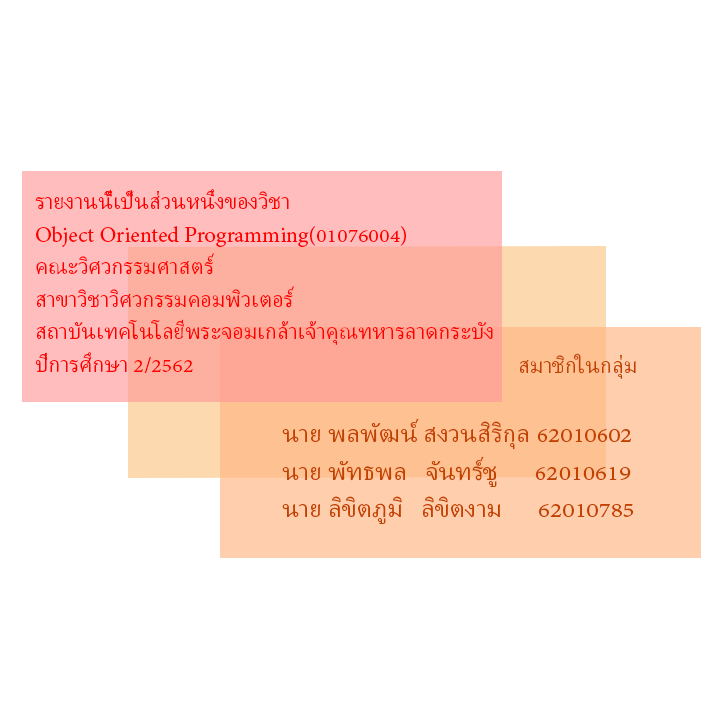 รายงานนี้เป็นส่วนหนึ่งของวิชา
Object Oriented Programming(01076004)
คณะวิศวกรรมศาสตร์
สาขาวิชาวิศวกรรมคอมพิวเตอร์
สถาบันเทคโนโลยีพระจอมเกล้าเจ้าคุณทหารลาดกระบัง
ปีการศึกษา 2/2562
สมาชิกในกลุ่ม
นาย พลพัฒน์ สงวนสิริกุล 62010602
นาย พัทธพล จันทร์ชู 62010619
นาย ลิขิตภูมิ ลิขิตงาม 62010785